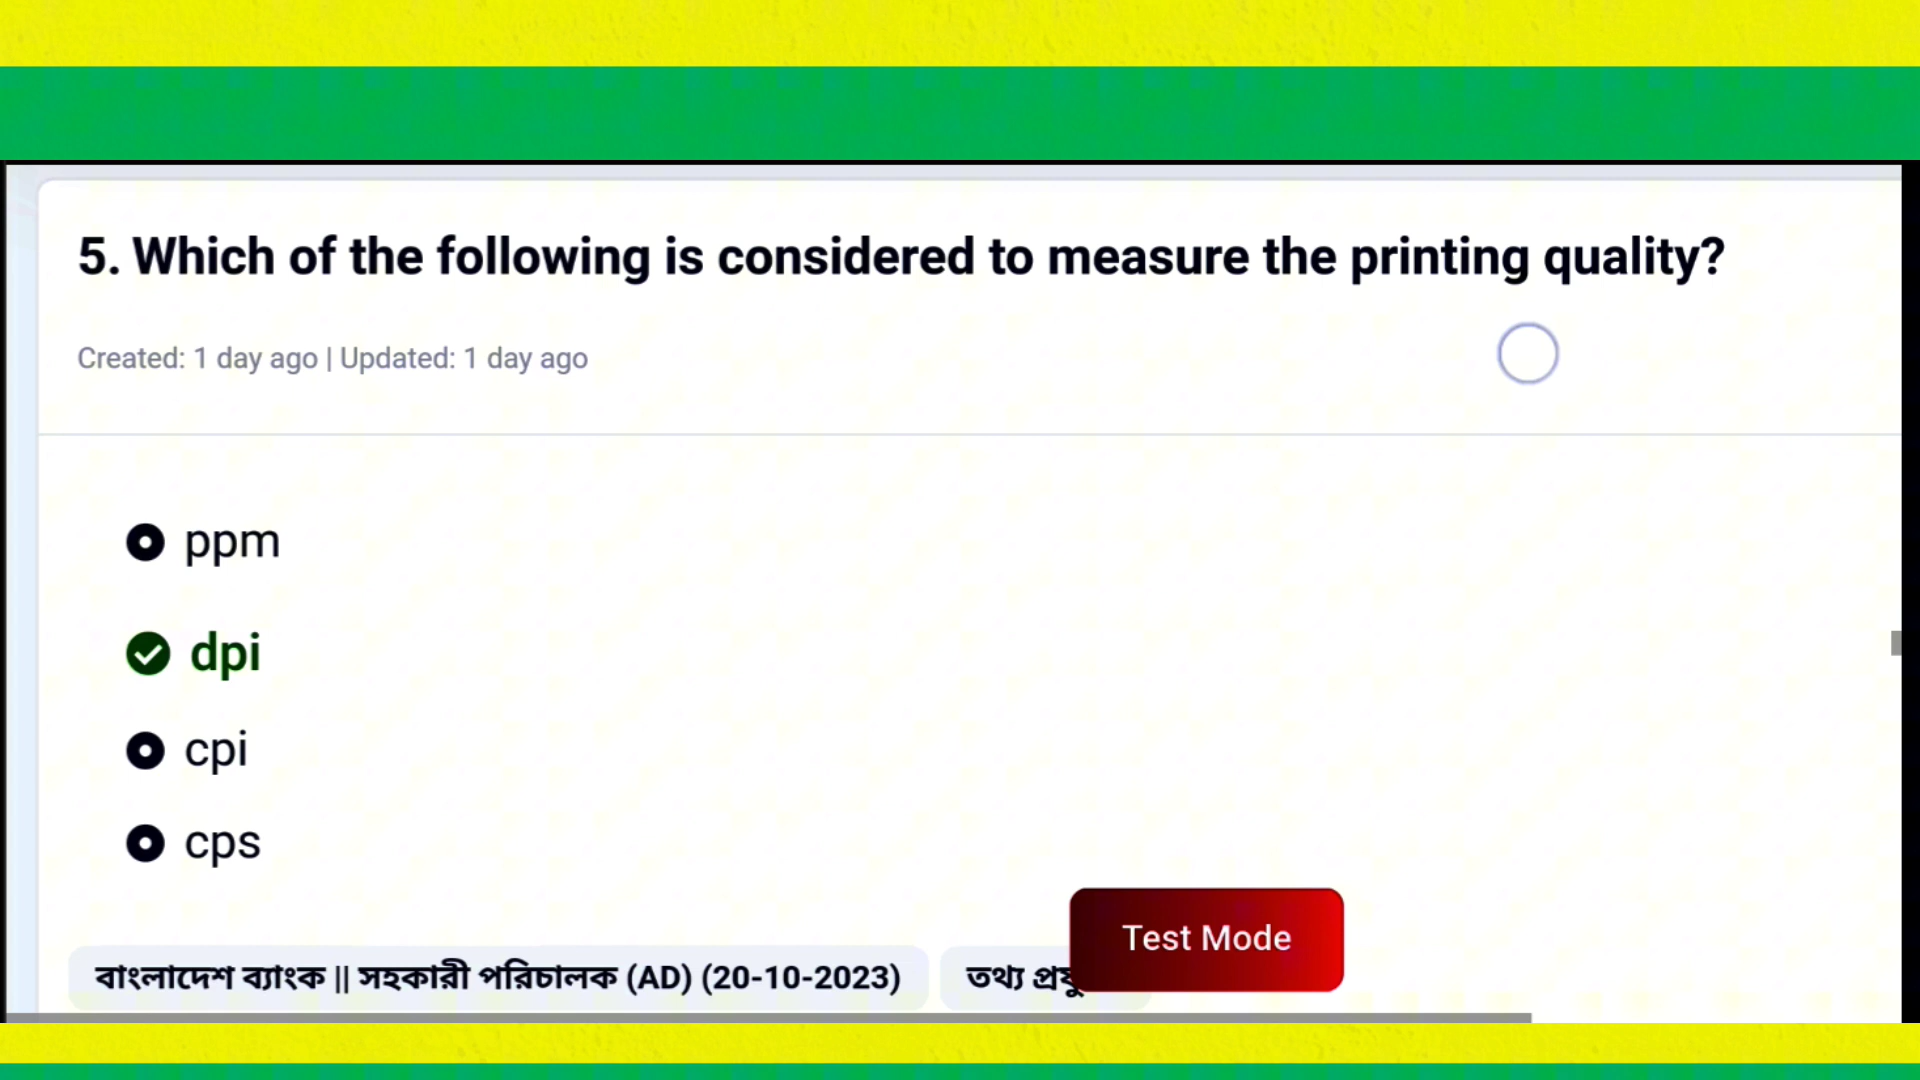 5. Which of the following is considered to measure the printing quality?
Created: 1 day ago | Updated: 1 day ago
ppm
dpi
cpi
cps
Test Mode
বাংলাদেশ ব্যাংক || সহকারী পরিচালক (AD) (20-10-2023)
তথ্য